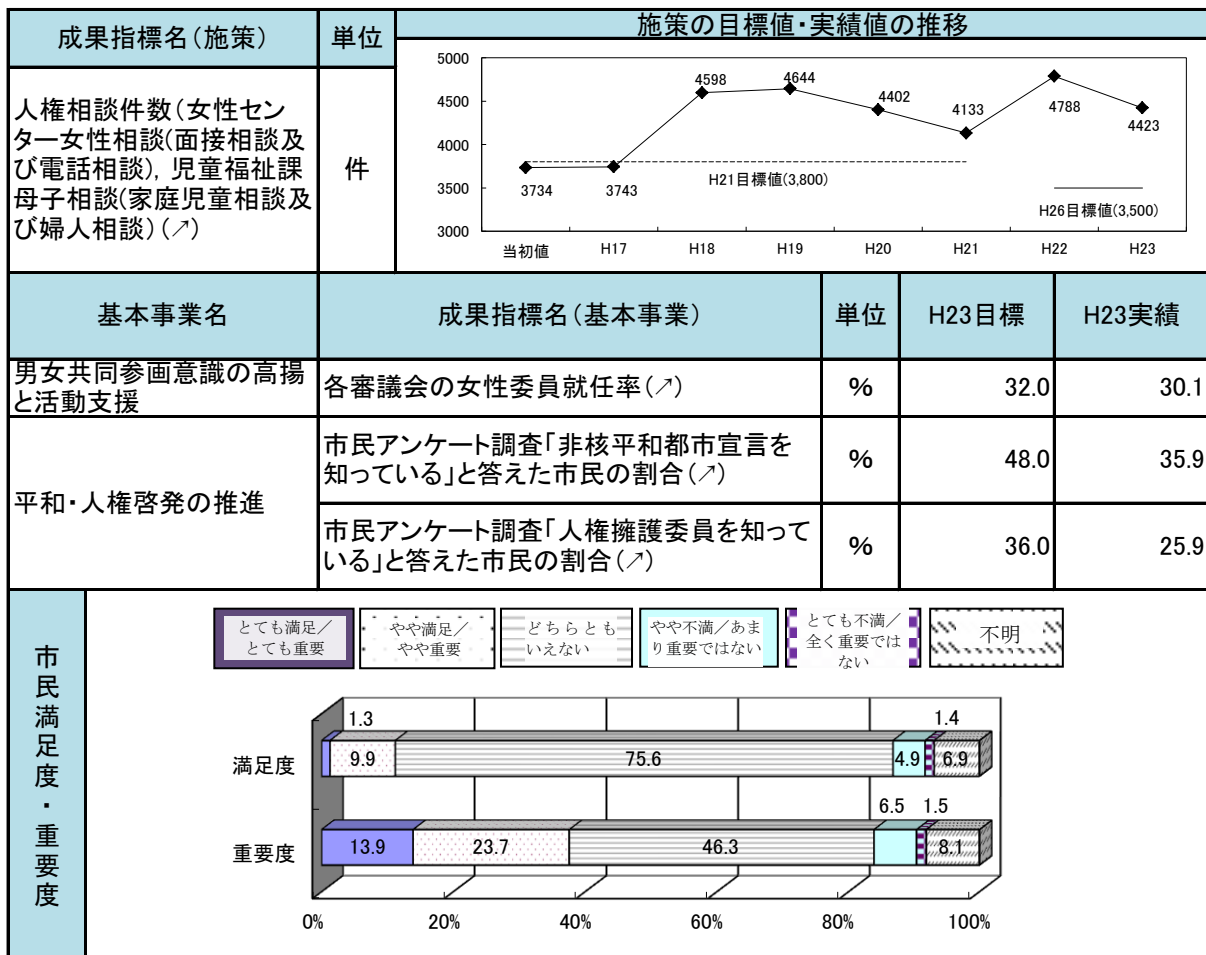 成果指標名(施策)
単位
施策の目標値・実績値の推移
人権相談件数(女性セン
ター女性相談(面接相談及
び電話相談), 児童福祉課
母子相談(家庭児童相談及
び婦人相談)(↗)
件
5000
4500
4000
3500
3000
3734
3743
4598
4644
4402
4133
4788
4423
H21目標値(3,800)
H26目標値(3,500)
当初値
H17
H18
H19
H20
H21
H22
H23
基本事業名
成果指標名(基本事業)
単位
H23目標
H23実績
男女共同参画意識の高揚
と活動支援
各審議会の女性委員就任率(↗)
%
32.0
30.1
平和・人権啓発の推進
市民アンケート調査「非核平和都市宣言を
知っている」と答えた市民の割合(↗)
%
48.0
35.9
市民アンケート調査「人権擁護委員を知って
いる」と答えた市民の割合(↗)
%
36.0
25.9
市民満足度・重要度
とても満足/
とても重要
やや満足/
やや重要
どちらとも
いえない
やや不満/あま
り重要ではない
とても不満/
全く重要では
ない
不明
満足度
1.3
9.9
75.6
4.9
1.4
6.9
重要度
13.9
23.7
46.3
6.5
1.5
8.1
0%
20%
40%
60%
80%
100%